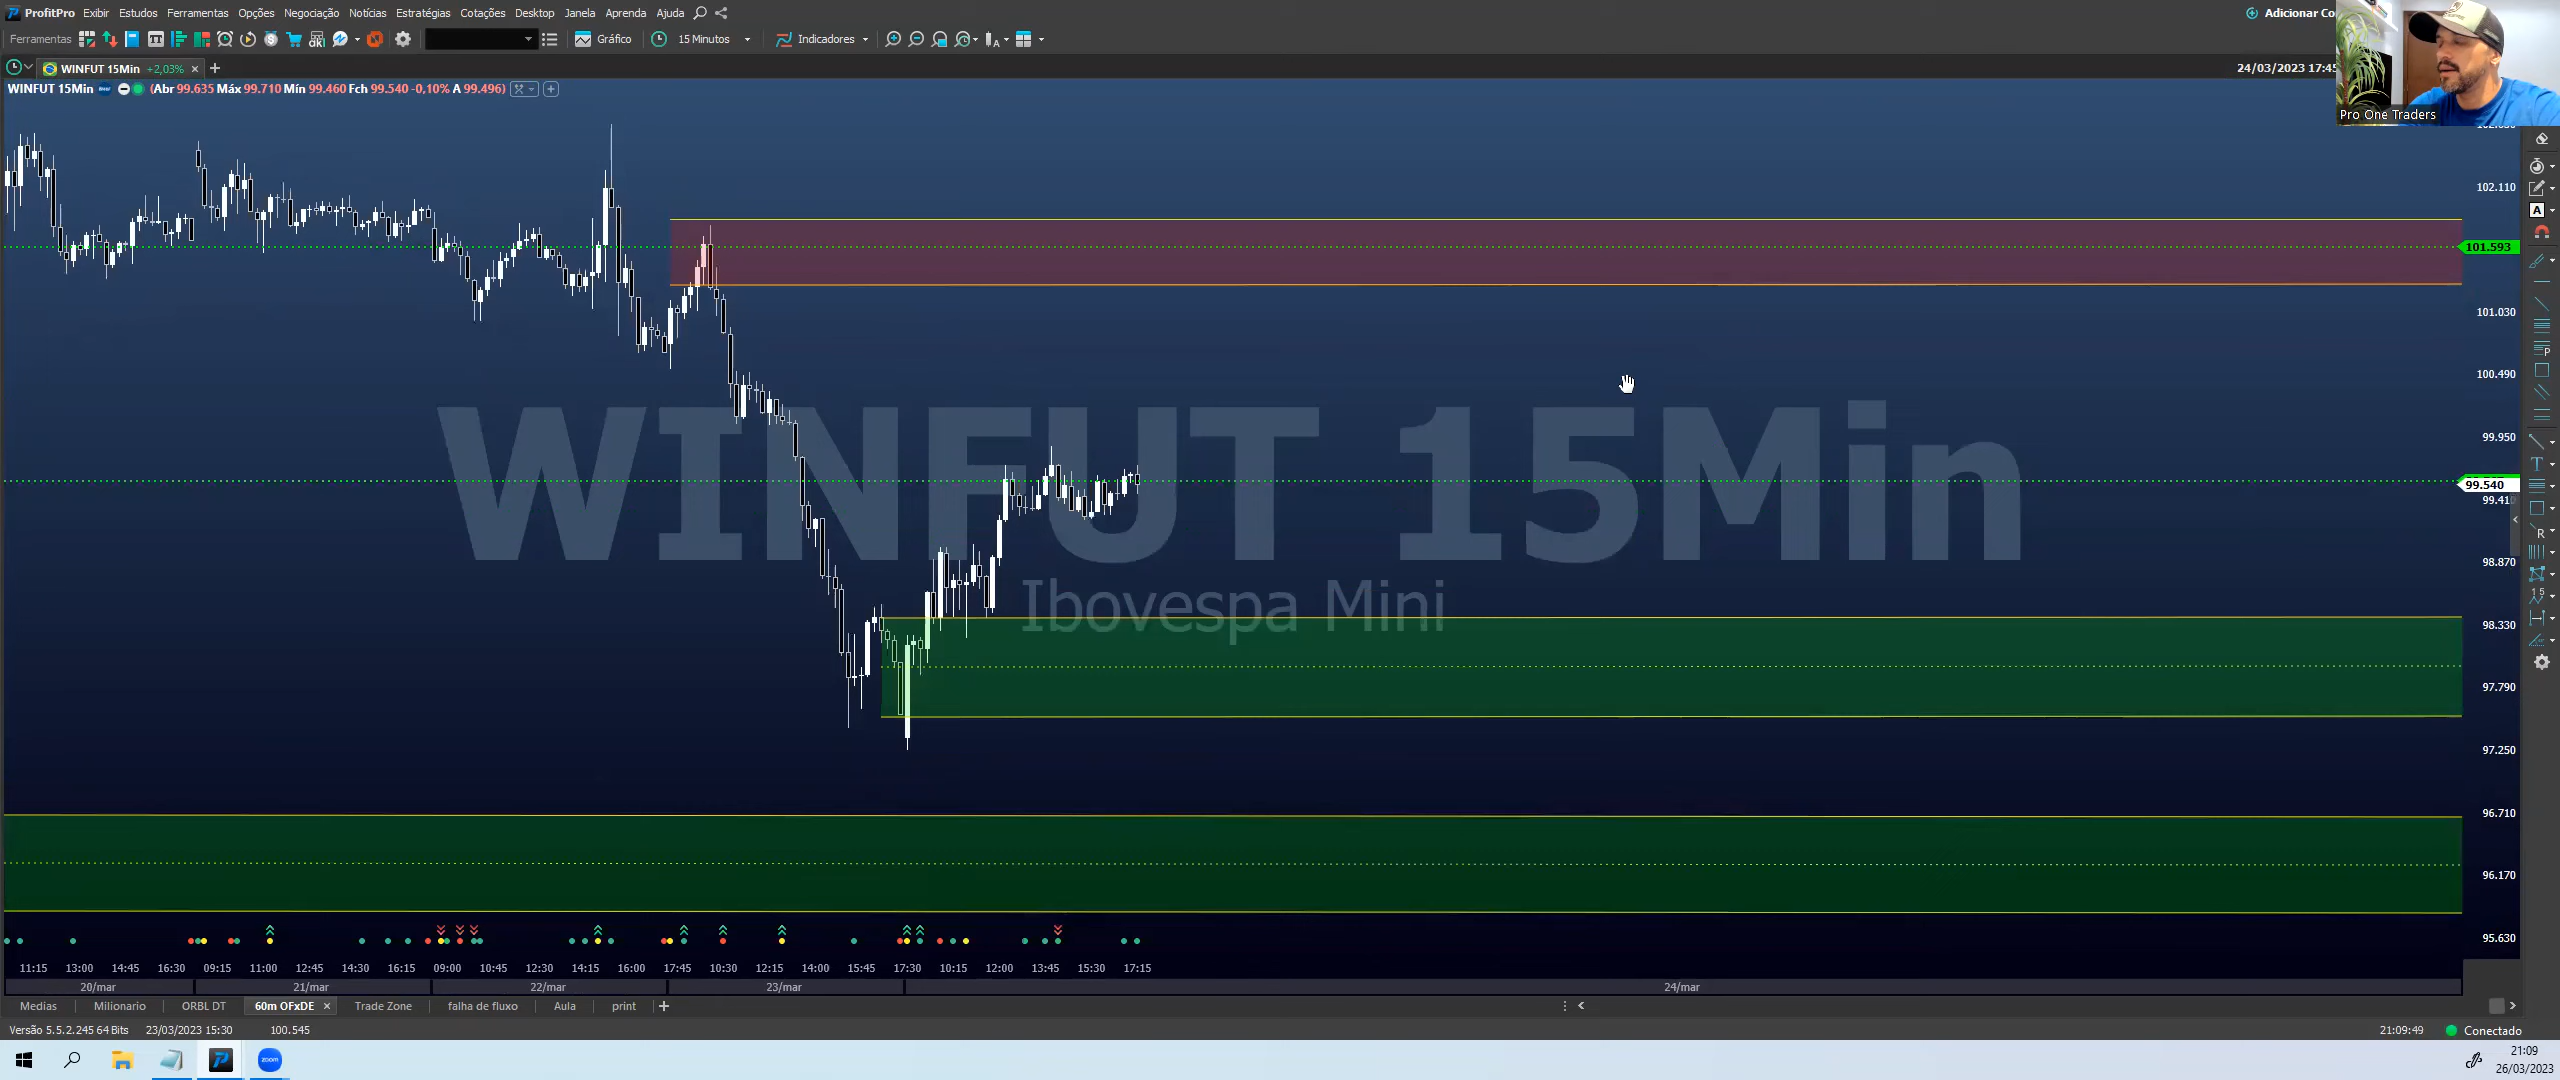 ProfitPro Exibir Estudos Ferramentas Opções Negociação Notícias Estratégias Cotações Desktop Janela Aprenda Ajuda
Adicionar Co
Ferramentas
Gráfico 15 Minutos Indicadores
WINFUT 15Min +2,03%
24/03/2023 17:45
WINFUT 15Min (Abr 99.635 Máx 99.710 Mín 99.460 Fch 99.540 -0,10% A 99.496)
Pro One Traders
102.110
101.593
101.030
100.490
99.950
99.540
99.410
98.870
98.330
97.790
97.250
96.710
96.170
95.630
WINFUT 15Min
Ibovespa Mini
11:15 13:00 14:45 16:30 09:15 11:00 12:45 14:30 16:15 09:00 10:45 12:30 14:15 16:00 17:45 10:30 12:15 14:00 15:45 17:30 10:15 12:00 13:45 15:30 17:15
20/mar 21/mar 22/mar 23/mar 24/mar
Medias Milionario ORBL DT 60m OFxDE Trade Zone falha de fluxo Aula print
Versão 5.5.2.245 64 Bits 23/03/2023 15:30 100.545
21:09:49 Conectado
zoom
21:09
26/03/2023